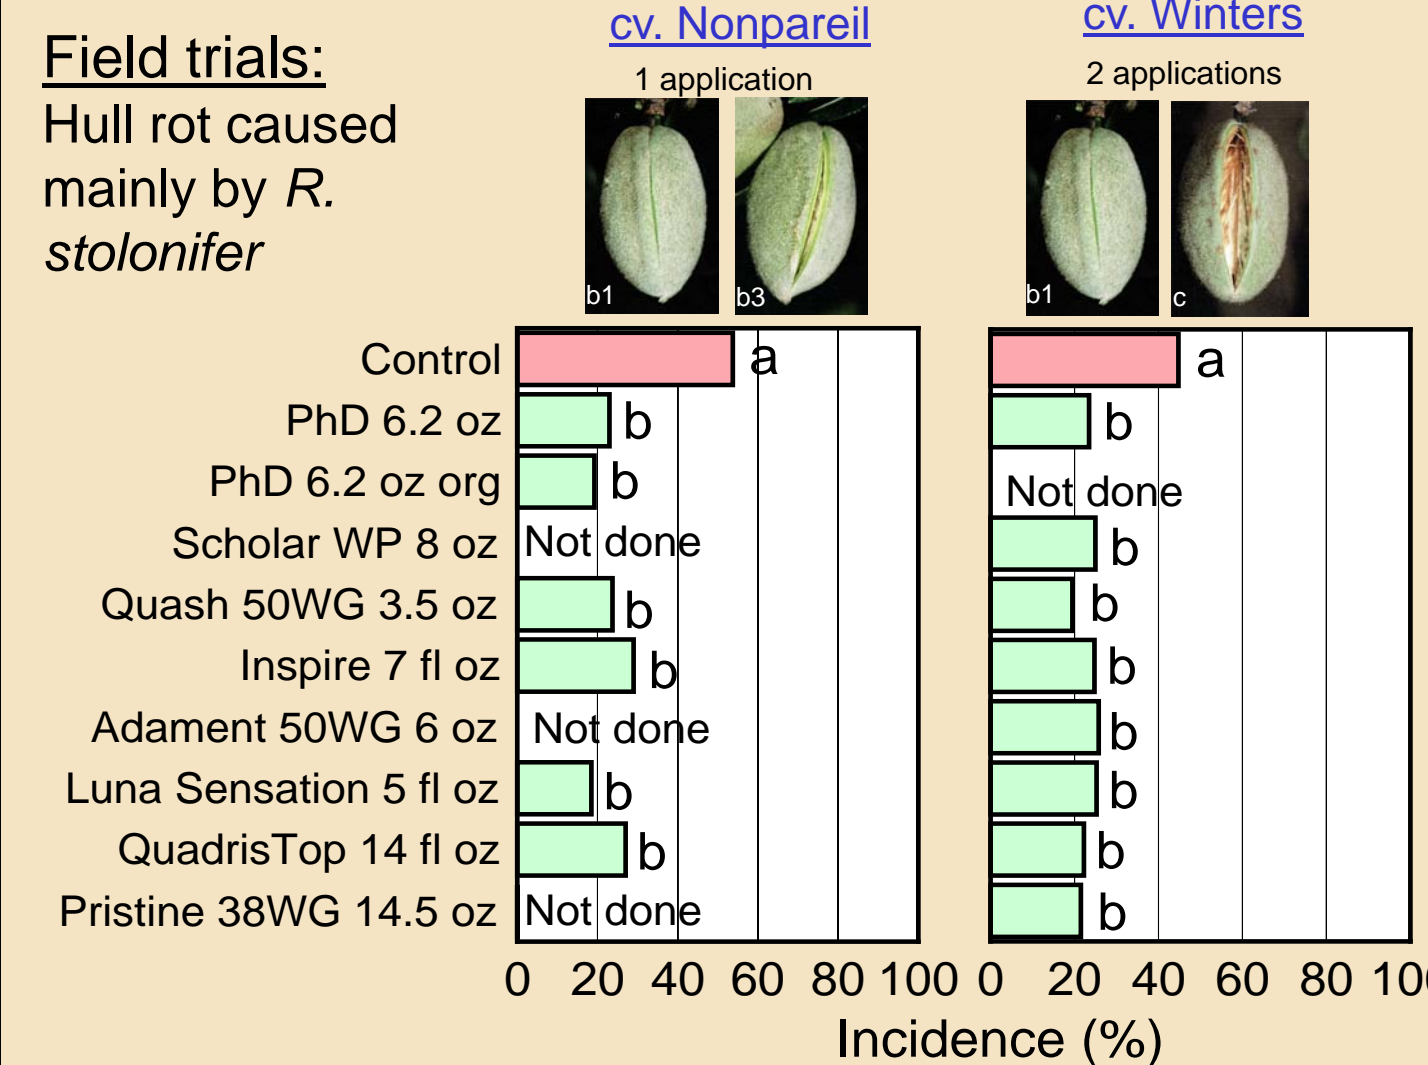 Field trials:
Hull rot caused
mainly by R.
stolonifer
cv. Nonpareil
1 application
b1
b3
cv. Winters
2 applications
b1
c
Control
a
a
PhD 6.2 oz
b
b
PhD 6.2 oz org
b
Not done
Scholar WP 8 oz
Not done
b
Quash 50WG 3.5 oz
b
b
Inspire 7 fl oz
b
b
Adament 50WG 6 oz
Not done
b
Luna Sensation 5 fl oz
b
b
QuadrisTop 14 fl oz
b
b
Pristine 38WG 14.5 oz
Not done
b
0 20 40 60 80 100
0 20 40 60 80 100
Incidence (%)